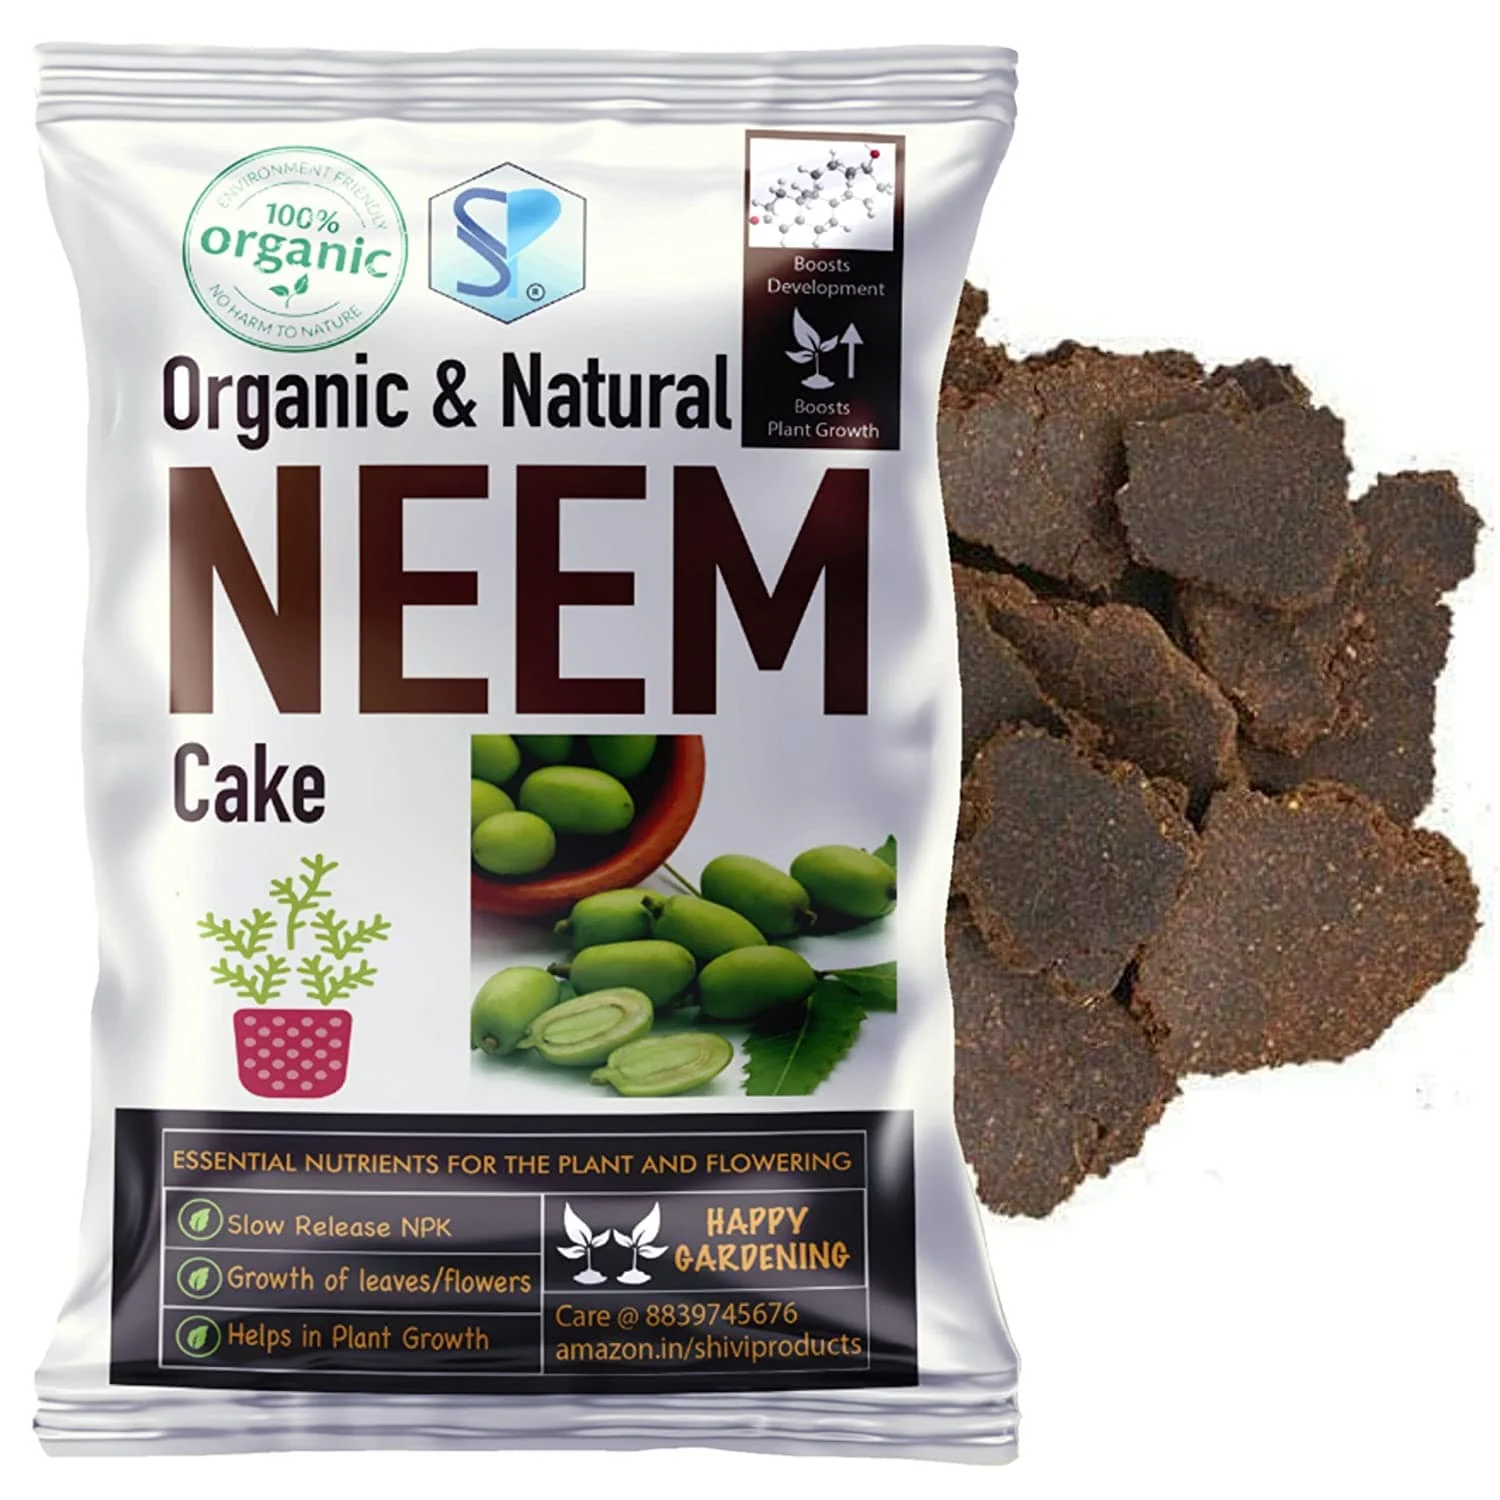 ENVIRONMENT FRIENDLY
100%
organic
NO HARM TO NATURE
SP
®
Boosts
Development
Boosts
Plant Growth
Organic & Natural
NEEM
Cake
ESSENTIAL NUTRIENTS FOR THE PLANT AND FLOWERING
Slow Release NPK
Growth of leaves/flowers
Helps in Plant Growth
HAPPY
GARDENING
Care @ 8839745676
amazon.in/shiviproducts